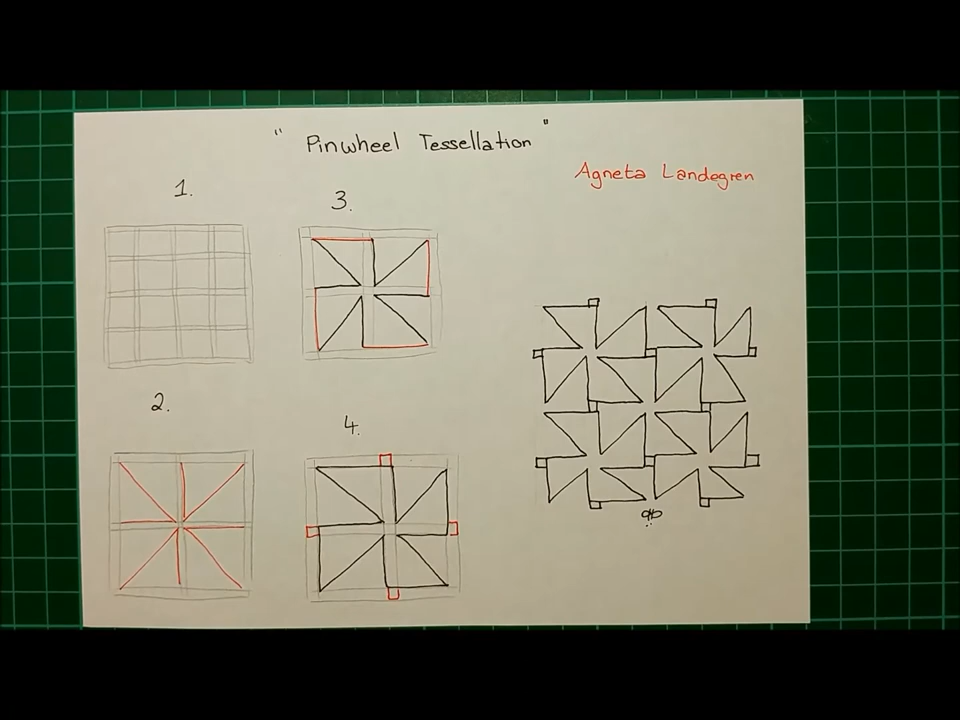 " Pinwheel Tessellation "
Agneta Landegren
1.
3.
2.
4.